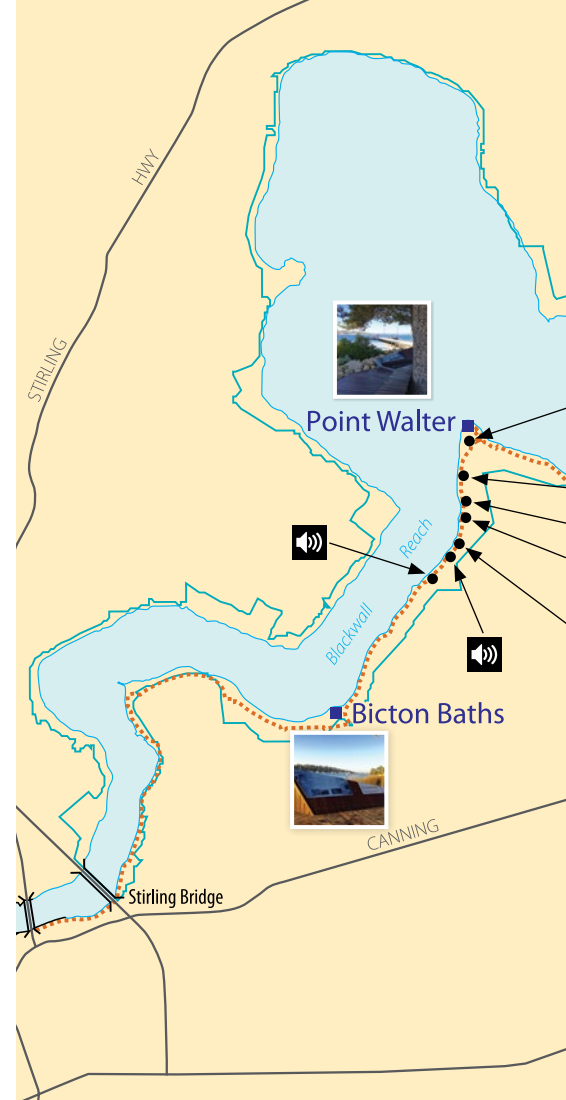 HWY
STIRLING
Point Walter
Reach
Blackwall
Bicton Baths
CANNING
Stirling Bridge